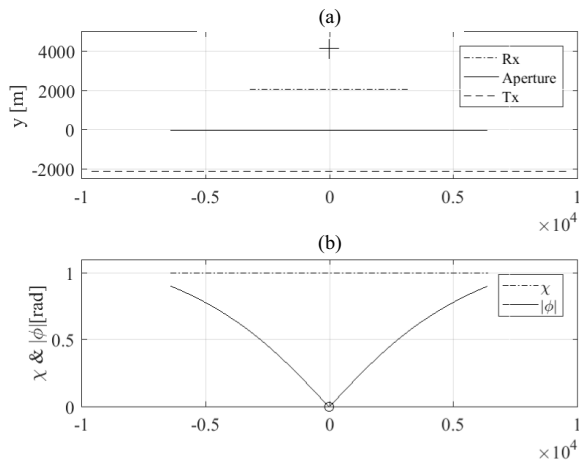 (a)
y [m]
4000
2000
0
-2000
Rx
Aperture
Tx
-1
-0.5
0
0.5
1
×10⁴
(b)
χ & |ϕ|[rad]
1
0.5
0
χ
|ϕ|
-1
-0.5
0
0.5
1
×10⁴